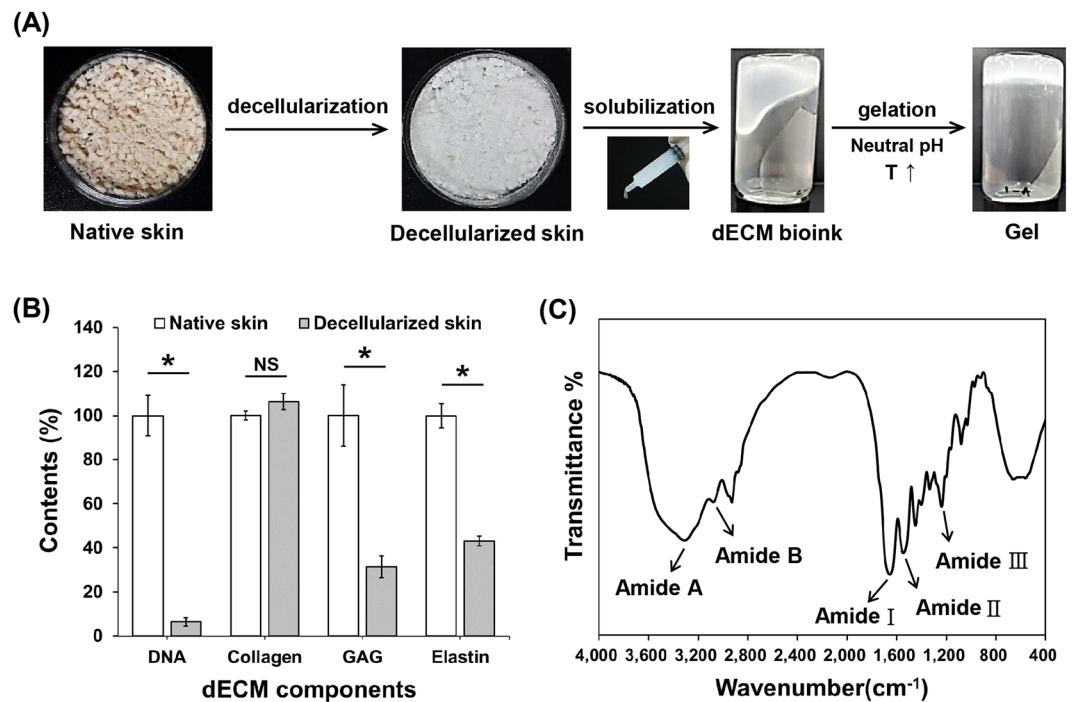 (A)
decellularization
solubilization
gelation
Neutral pH
T ↑
Native skin
Decellularized skin
dECM bioink
Gel
(B)
Native skin
Decellularized skin
140
120
100
80
60
40
20
0
Contents (%)
*
NS
*
*
DNA
Collagen
GAG
Elastin
dECM components
(C)
Transmittance %
Amide A
Amide B
Amide Ⅰ
Amide Ⅱ
Amide Ⅲ
4,000 3,600 3,200 2,800 2,400 2,000 1,600 1,200 800 400
Wavenumber(cm-1)